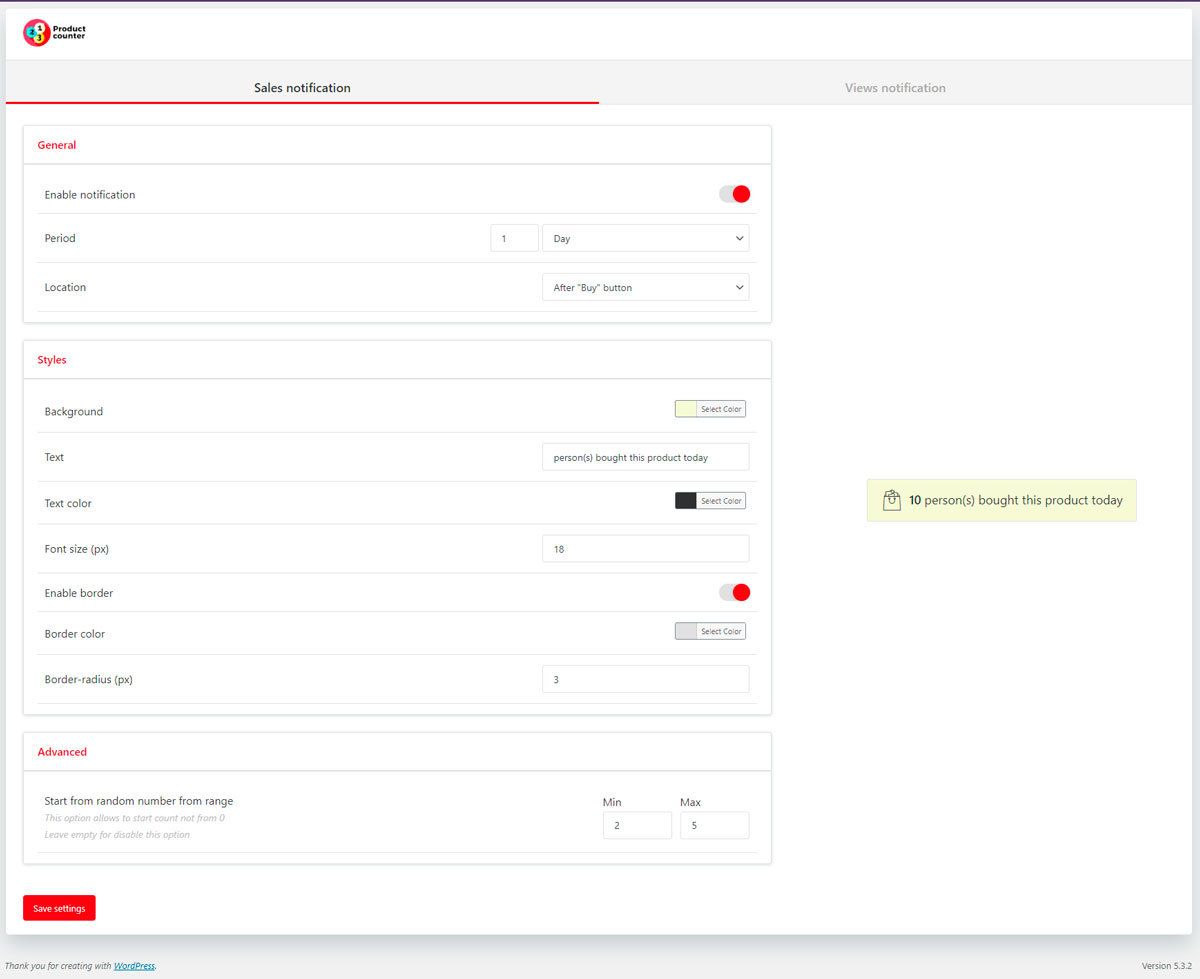 1
2
3
Product
counter
Sales notification
Views notification
General
Enable notification
Period
1
Day
Location
After "Buy" button
Styles
Background
Select Color
Text
person(s) bought this product today
Text color
Select Color
Font size (px)
18
Enable border
Border color
Select Color
Border-radius (px)
3
10 person(s) bought this product today
Advanced
Start from random number from range
This option allows to start count not from 0
Leave empty for disable this option
Min
Max
2
5
Save settings
Thank you for creating with WordPress.
Version 5.3.2